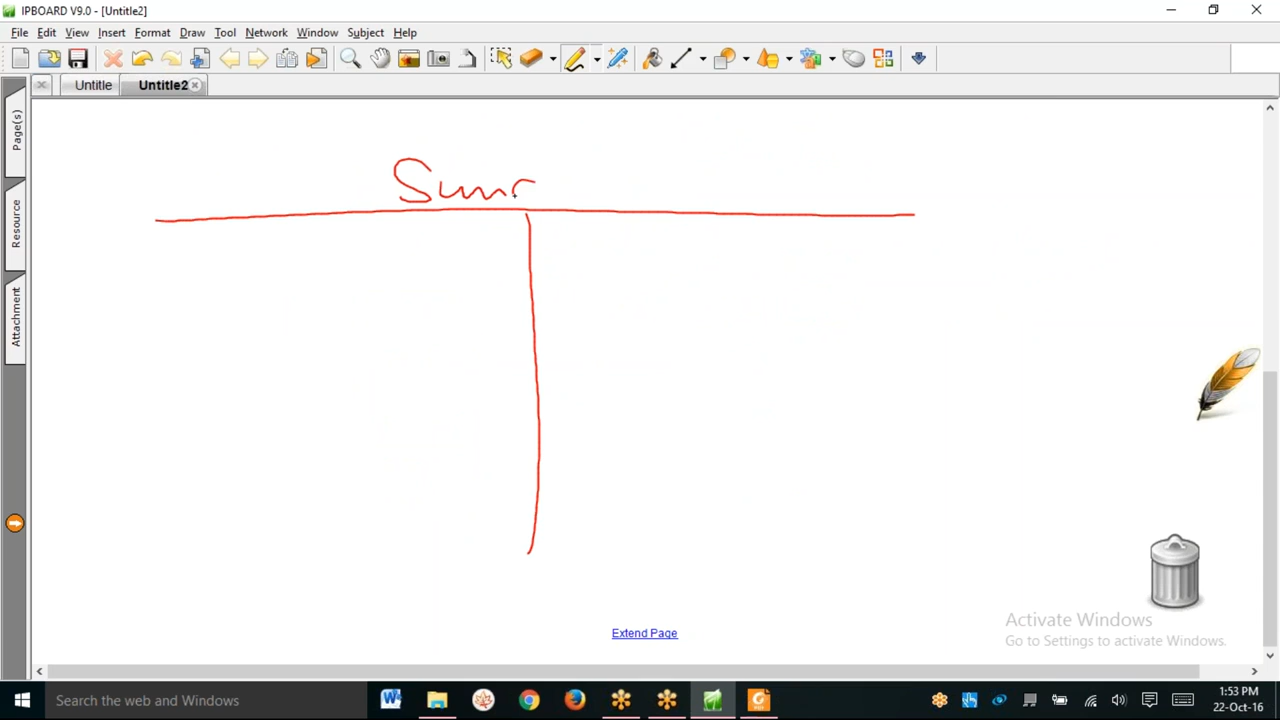 IPBOARD V9.0 - [Untitle2]
File Edit View Insert Format Draw Tool Network Window Subject Help
Untitle Untitle2
Page(s)
Resource
Attachment
Extend Page
Activate Windows
Go to Settings to activate Windows.
Search the web and Windows
1:53 PM
22-Oct-16